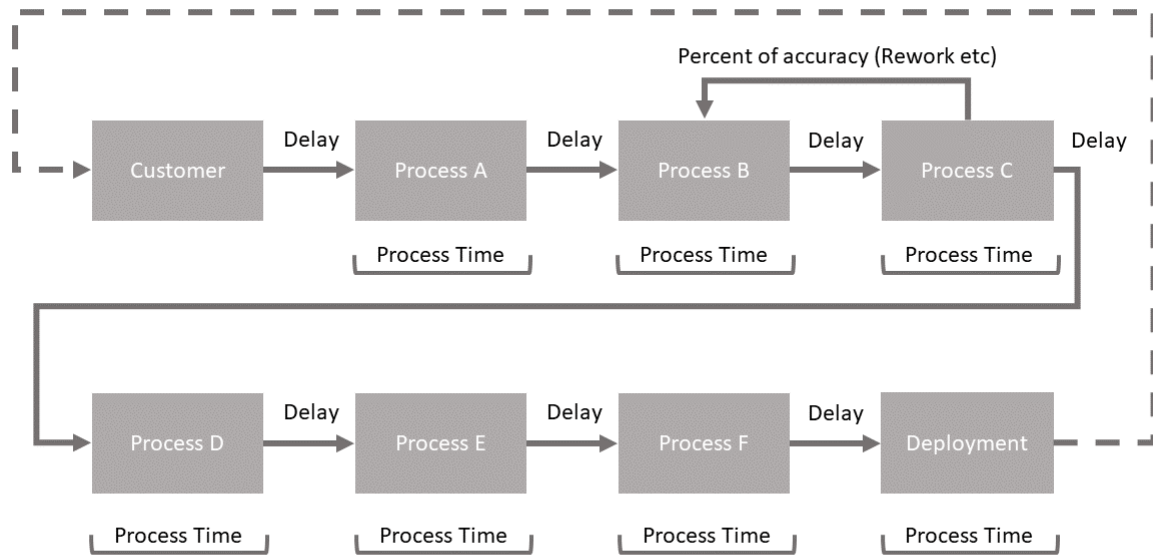 Percent of accuracy (Rework etc)
Customer
Delay
Process A
Delay
Process B
Delay
Process C
Delay
Process Time
Process Time
Process Time
Process D
Delay
Process E
Delay
Process F
Delay
Deployment
Process Time
Process Time
Process Time
Process Time